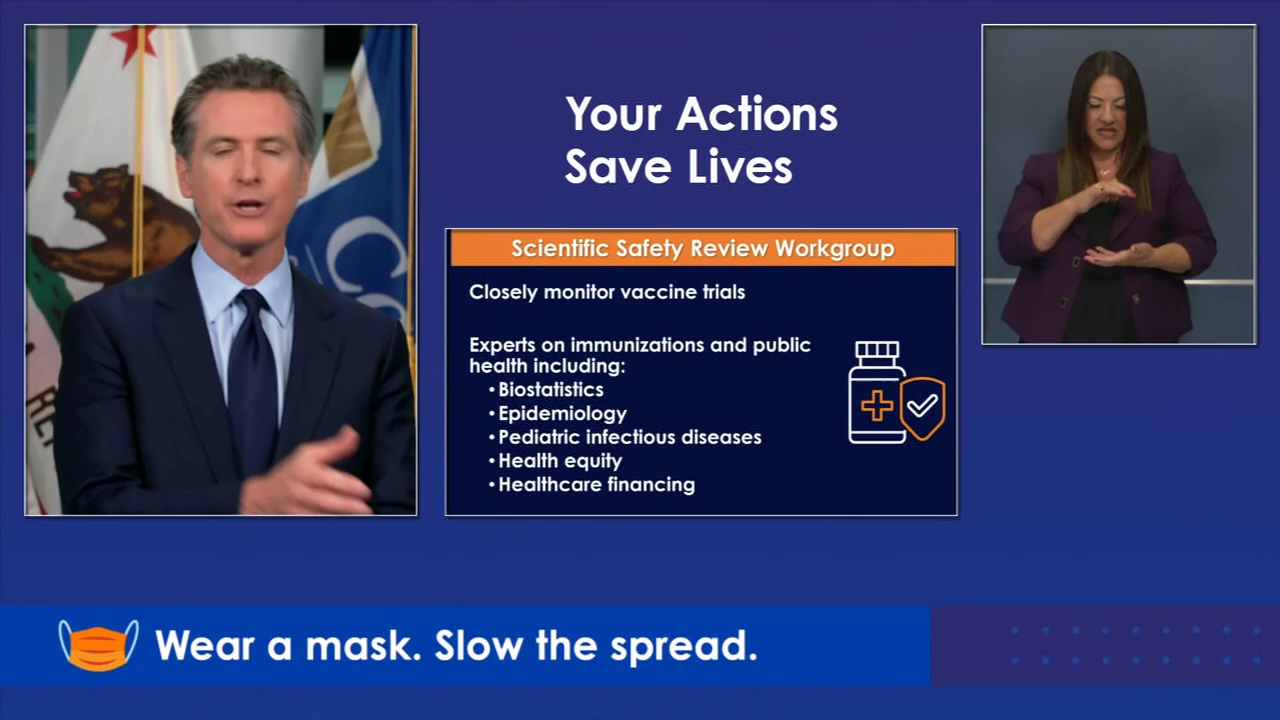 Your Actions
Save Lives
Scientific Safety Review Workgroup
Closely monitor vaccine trials
Experts on immunizations and public
health including:
• Biostatistics
• Epidemiology
• Pediatric infectious diseases
• Health equity
• Healthcare financing
Wear a mask. Slow the spread.